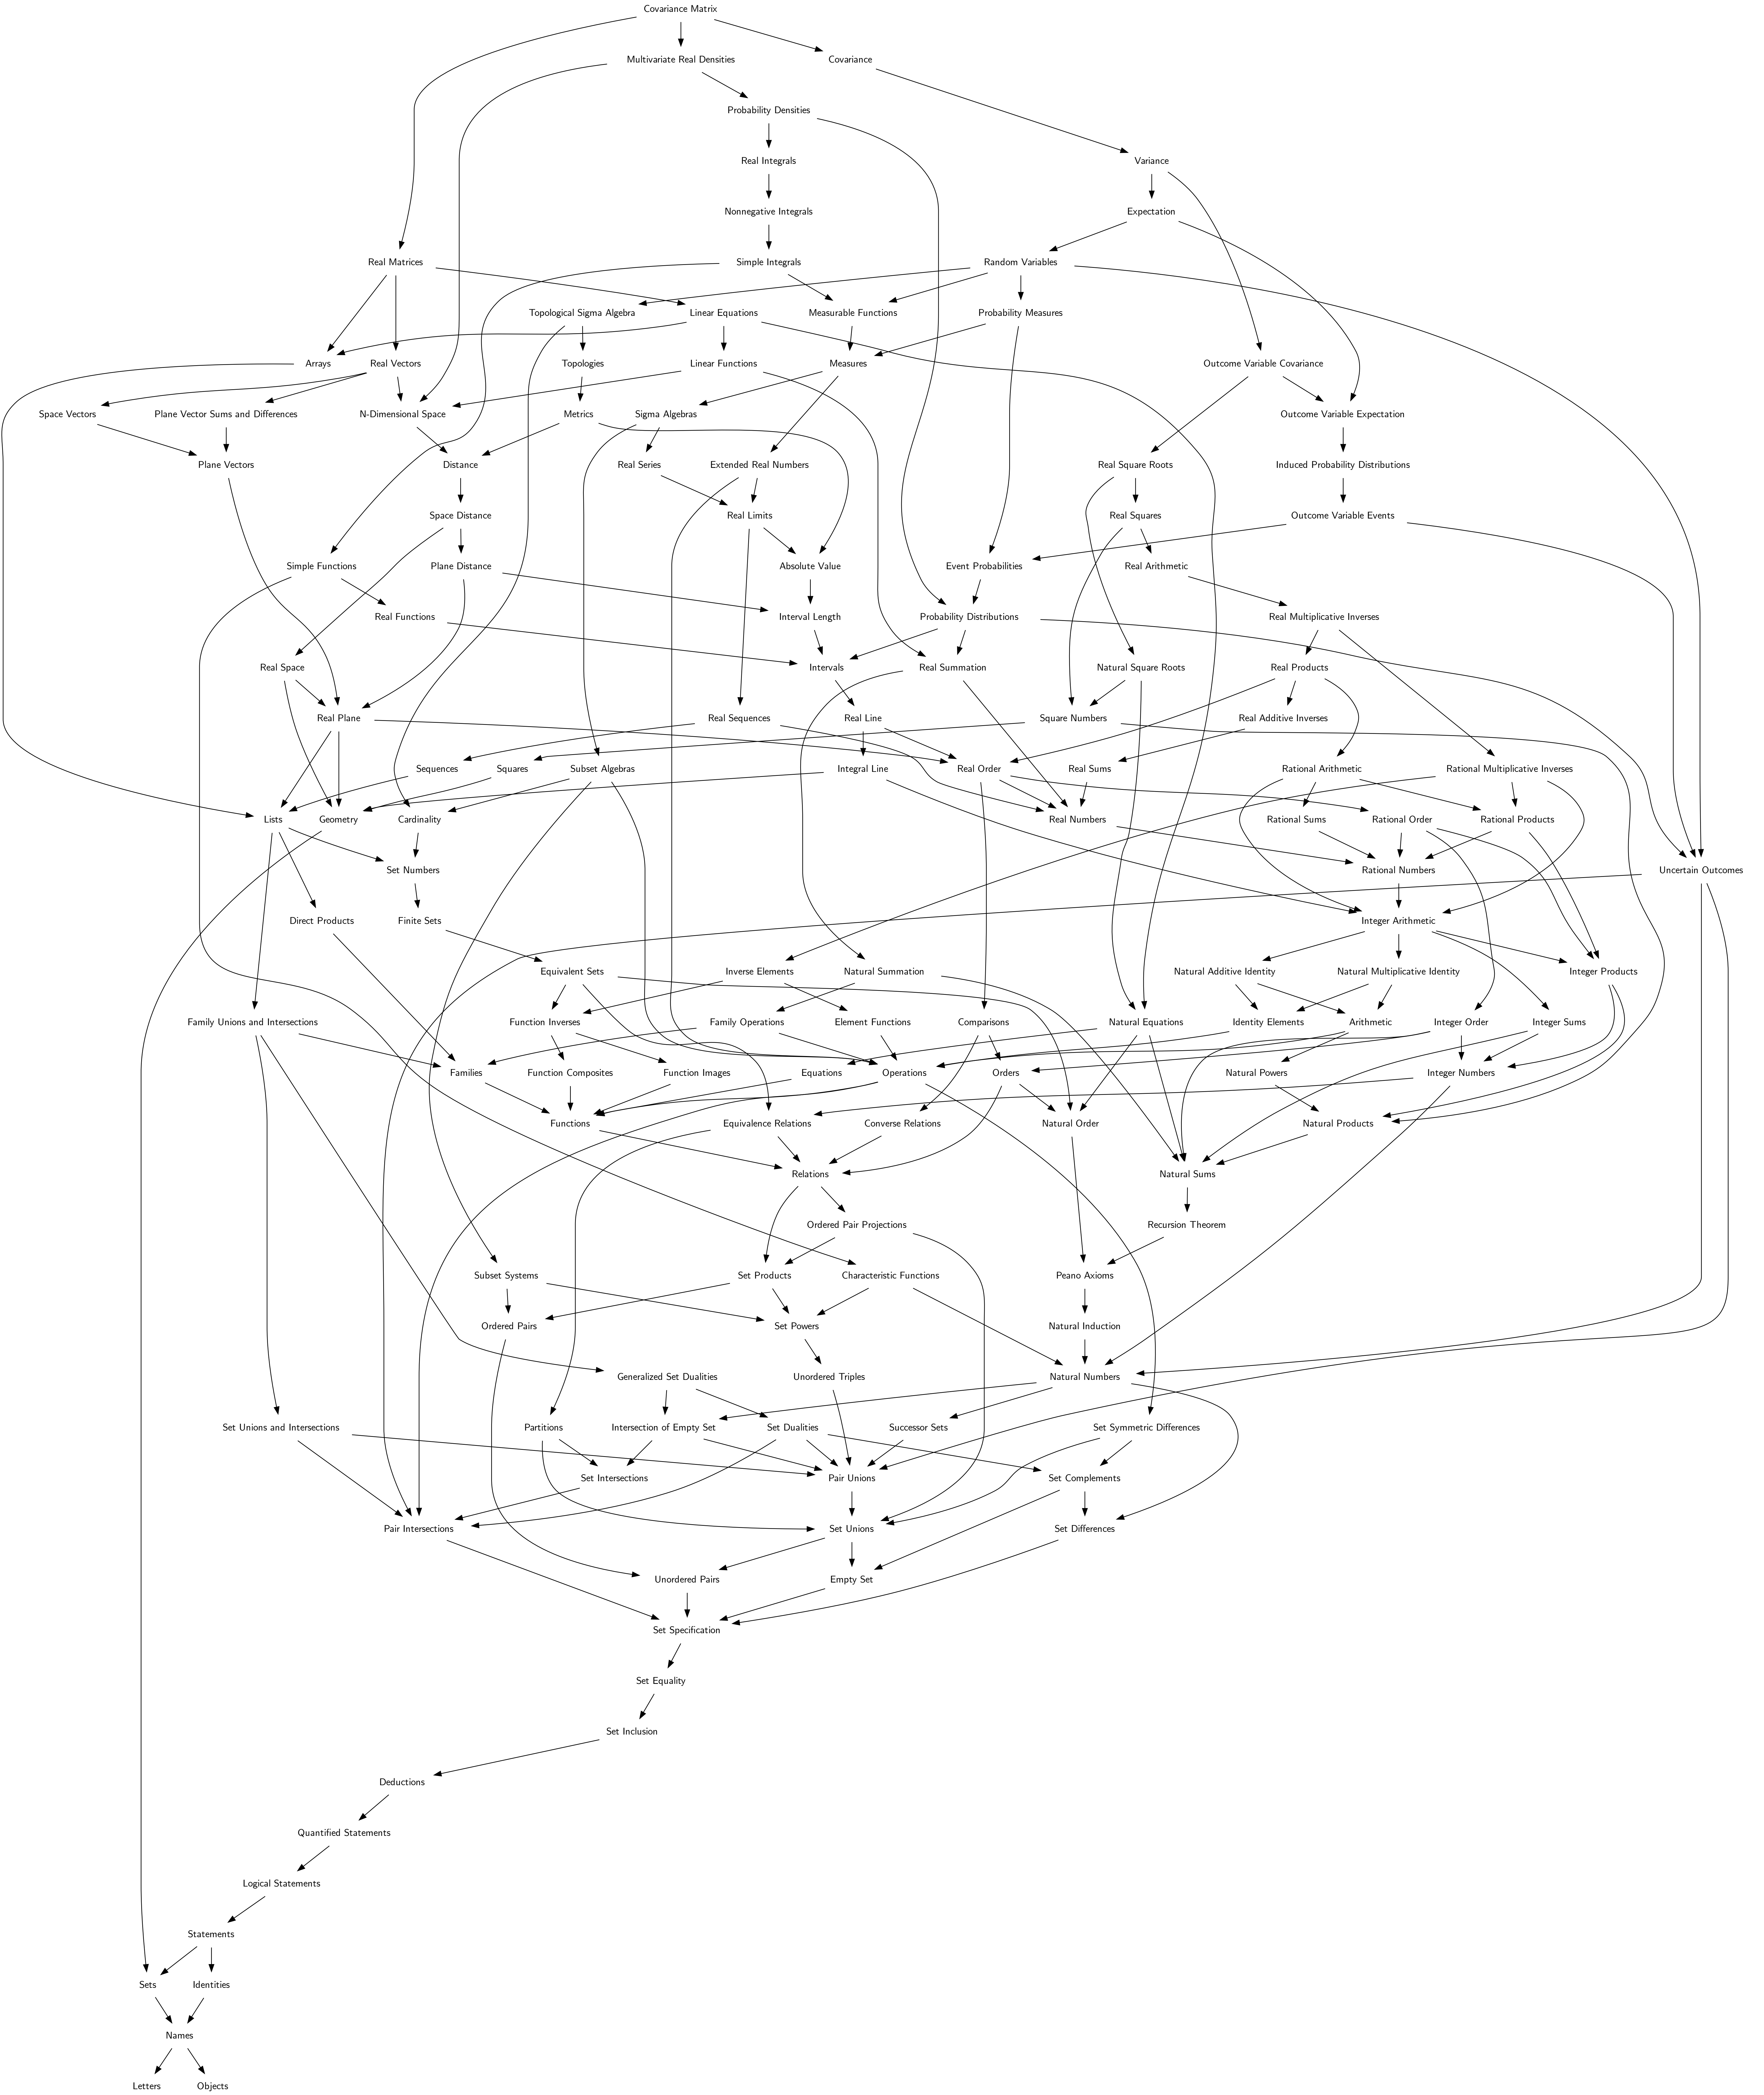 Covariance Matrix
Multivariate Real Densities
Covariance
Probability Densities
Real Integrals
Variance
Nonnegative Integrals
Expectation
Real Matrices
Simple Integrals
Random Variables
Topological Sigma Algebra
Linear Equations
Measurable Functions
Probability Measures
Arrays
Real Vectors
Topologies
Linear Functions
Measures
Outcome Variable Covariance
Space Vectors
Plane Vector Sums and Differences
N-Dimensional Space
Metrics
Sigma Algebras
Outcome Variable Expectation
Plane Vectors
Distance
Real Series
Extended Real Numbers
Real Square Roots
Induced Probability Distributions
Space Distance
Real Limits
Real Squares
Outcome Variable Events
Simple Functions
Plane Distance
Absolute Value
Event Probabilities
Real Arithmetic
Real Functions
Interval Length
Probability Distributions
Real Multiplicative Inverses
Real Space
Intervals
Real Summation
Natural Square Roots
Real Products
Real Plane
Real Sequences
Real Line
Square Numbers
Real Additive Inverses
Sequences
Squares
Subset Algebras
Integral Line
Real Order
Real Sums
Rational Arithmetic
Rational Multiplicative Inverses
Lists
Geometry
Cardinality
Real Numbers
Rational Sums
Rational Order
Rational Products
Set Numbers
Rational Numbers
Uncertain Outcomes
Direct Products
Finite Sets
Integer Arithmetic
Equivalent Sets
Inverse Elements
Natural Summation
Natural Additive Identity
Natural Multiplicative Identity
Integer Products
Family Unions and Intersections
Function Inverses
Family Operations
Element Functions
Comparisons
Natural Equations
Identity Elements
Arithmetic
Integer Order
Integer Sums
Families
Function Composites
Function Images
Equations
Operations
Orders
Natural Powers
Integer Numbers
Functions
Equivalence Relations
Converse Relations
Natural Order
Natural Products
Relations
Natural Sums
Ordered Pair Projections
Recursion Theorem
Subset Systems
Set Products
Characteristic Functions
Peano Axioms
Ordered Pairs
Set Powers
Natural Induction
Generalized Set Dualities
Unordered Triples
Natural Numbers
Set Unions and Intersections
Partitions
Intersection of Empty Set
Set Dualities
Successor Sets
Set Symmetric Differences
Set Intersections
Pair Unions
Set Complements
Pair Intersections
Set Unions
Set Differences
Unordered Pairs
Empty Set
Set Specification
Set Equality
Set Inclusion
Deductions
Quantified Statements
Logical Statements
Statements
Sets
Identities
Names
Letters
Objects